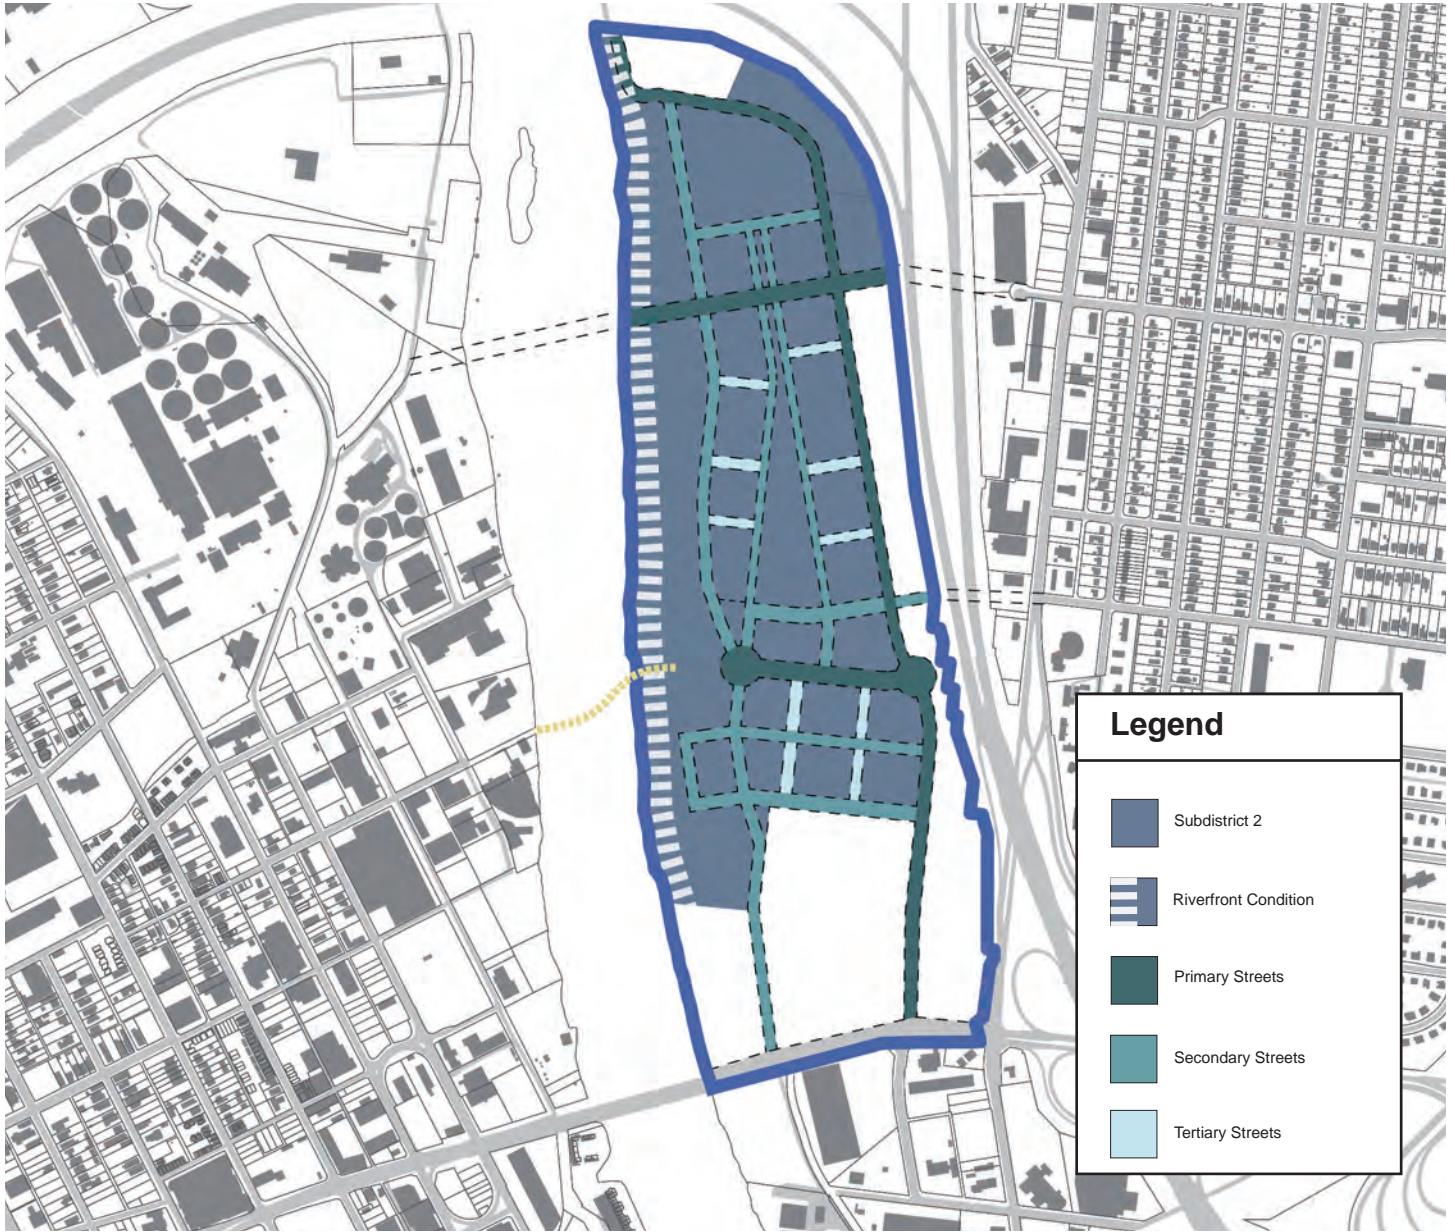 Legend
Subdistrict 2
Riverfront Condition
Primary Streets
Secondary Streets
Tertiary Streets